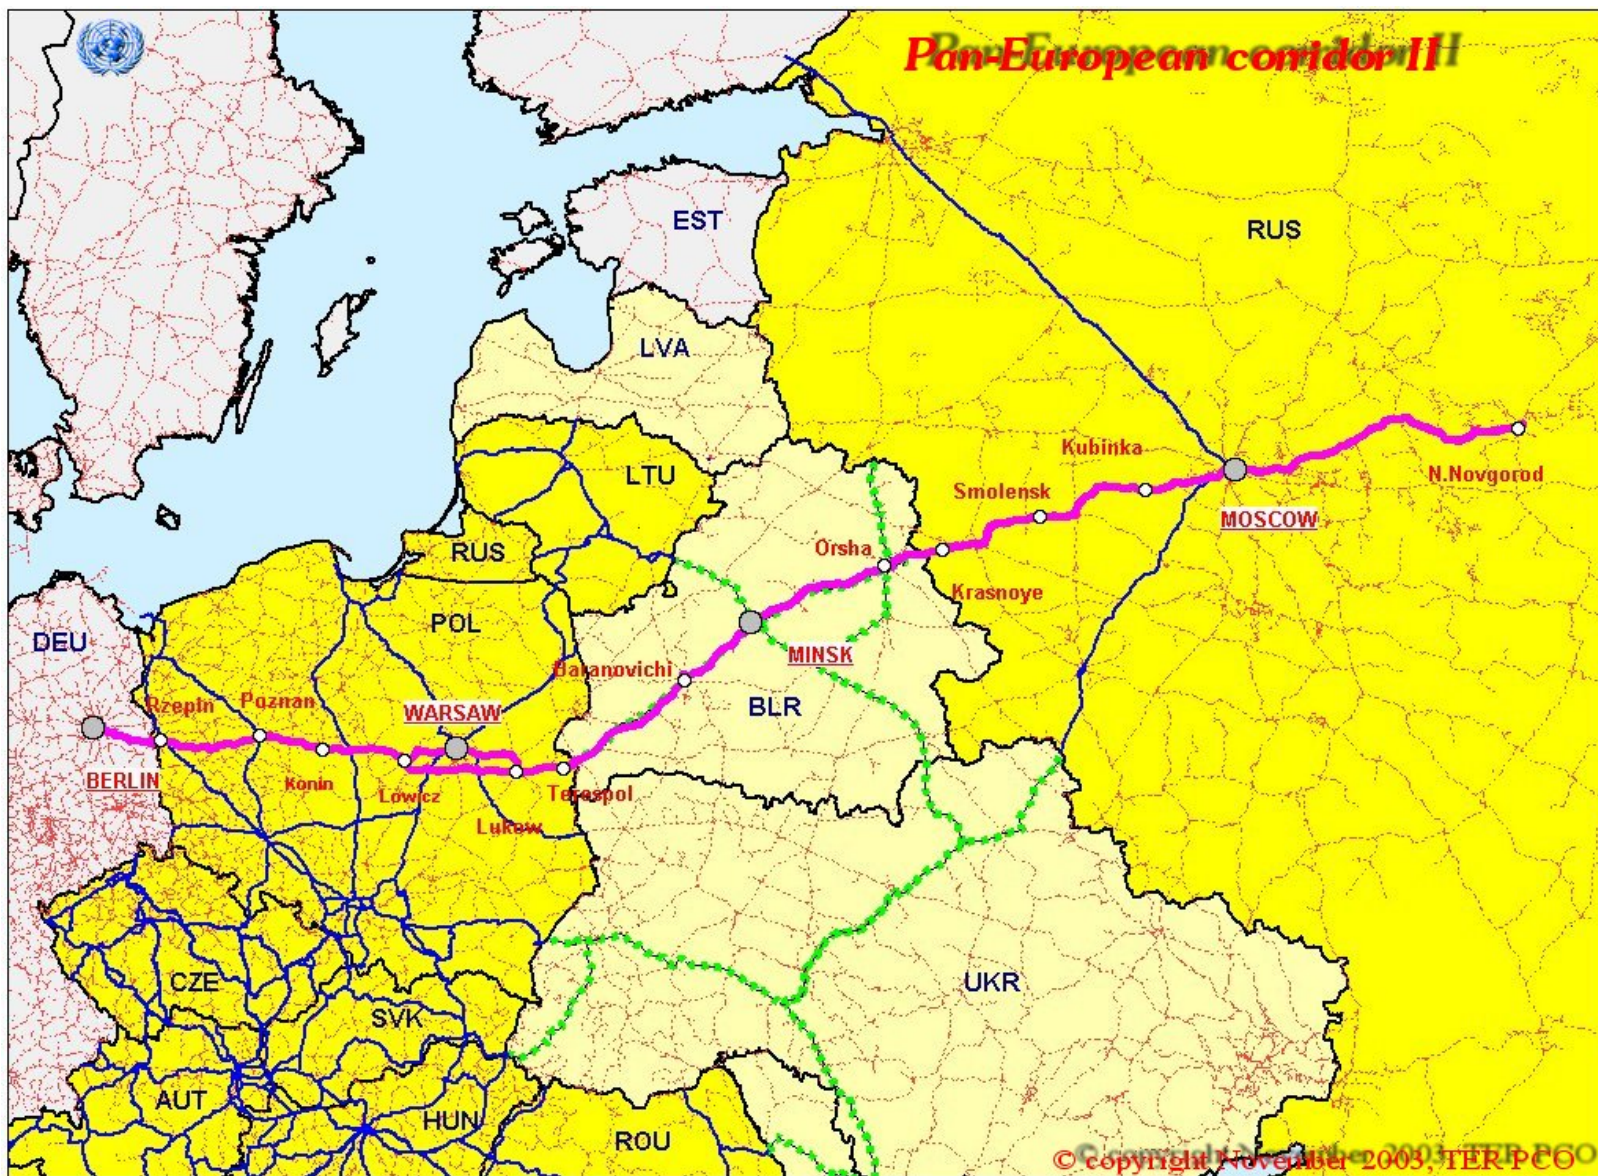 Pan-European corridor II
EST
RUS
LVA
Kubinka
LTU
N.Novgorod
Smolensk
MOSCOW
RUS
Orsha
Krasnoye
POL
DEU
MINSK
Baranovichi
Rzepin
Poznan
WARSAW
BLR
BERLIN
Konin
Lowicz
Terespol
Lukow
CZE
UKR
SVK
AUT
HUN
ROU
© copyright November 2003, TER PCO